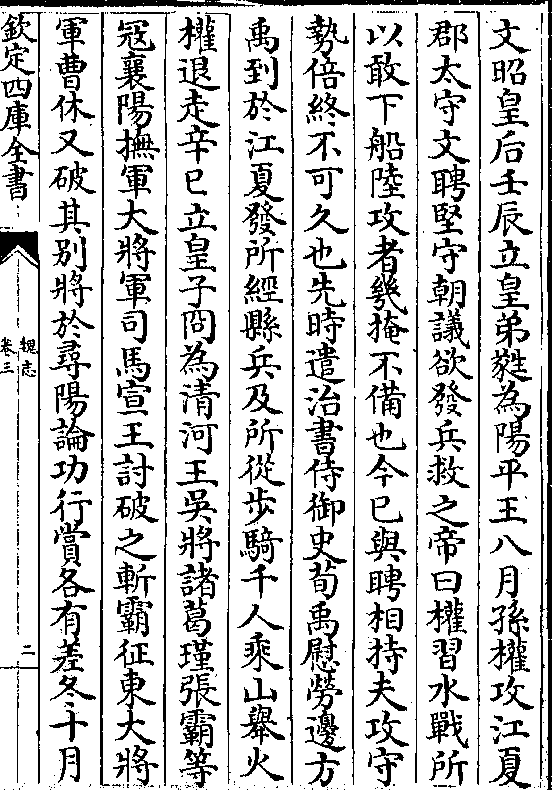 文昭皇后壬辰立皇弟蕤為陽平王八月孫權攻江夏
郡太守文聘堅守朝議欲發兵救之帝曰權習水戰所
以敢下船陸攻者幾掩不備也今已與聘相持夫攻守
勢倍終不可久也先時遣治書侍御史荀禹慰勞邊方
禹到於江夏發所經縣兵及所從步騎千人乘山舉火
權退走辛巳立皇子冏為清河王吳將諸葛瑾張霸等
冦襄陽撫軍大將軍司馬宣王討破之斬霸征東大將
軍曹休又破其别將於尋陽論功行賞各有差冬十月
欽定四庫全書
魏志
卷三
二